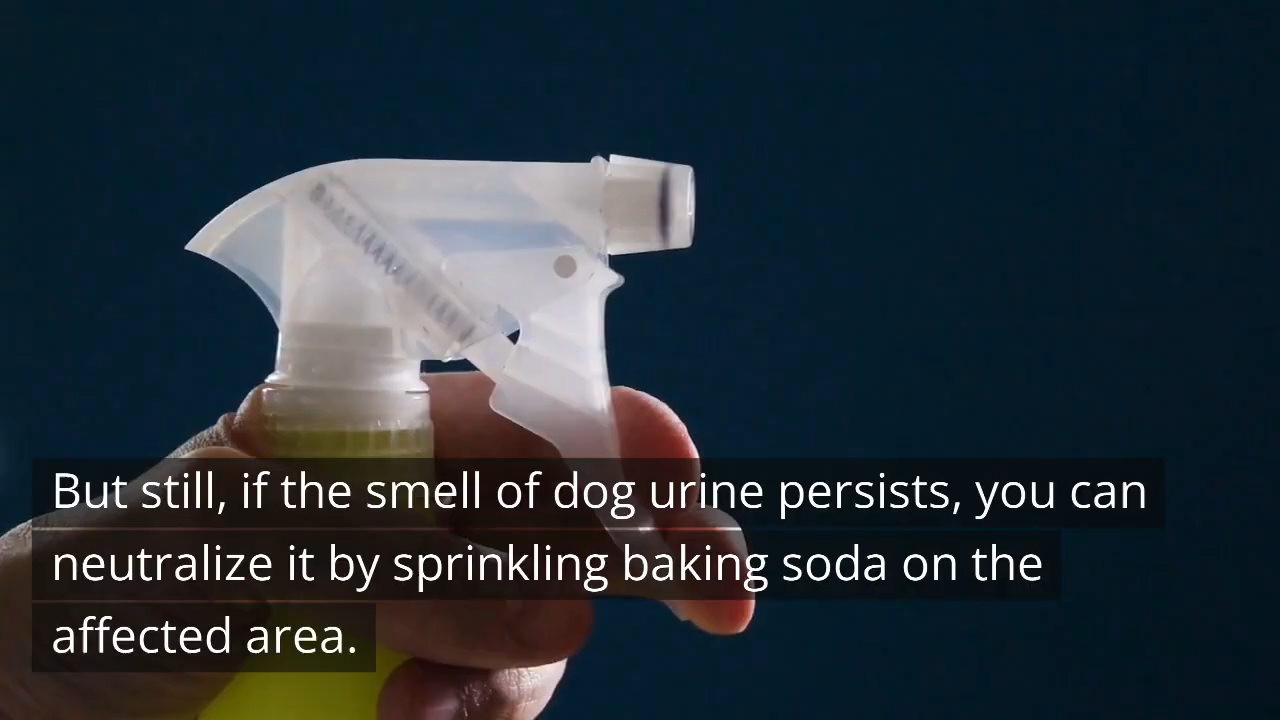 But still, if the smell of dog urine persists, you can
neutralize it by sprinkling baking soda on the
affected area.